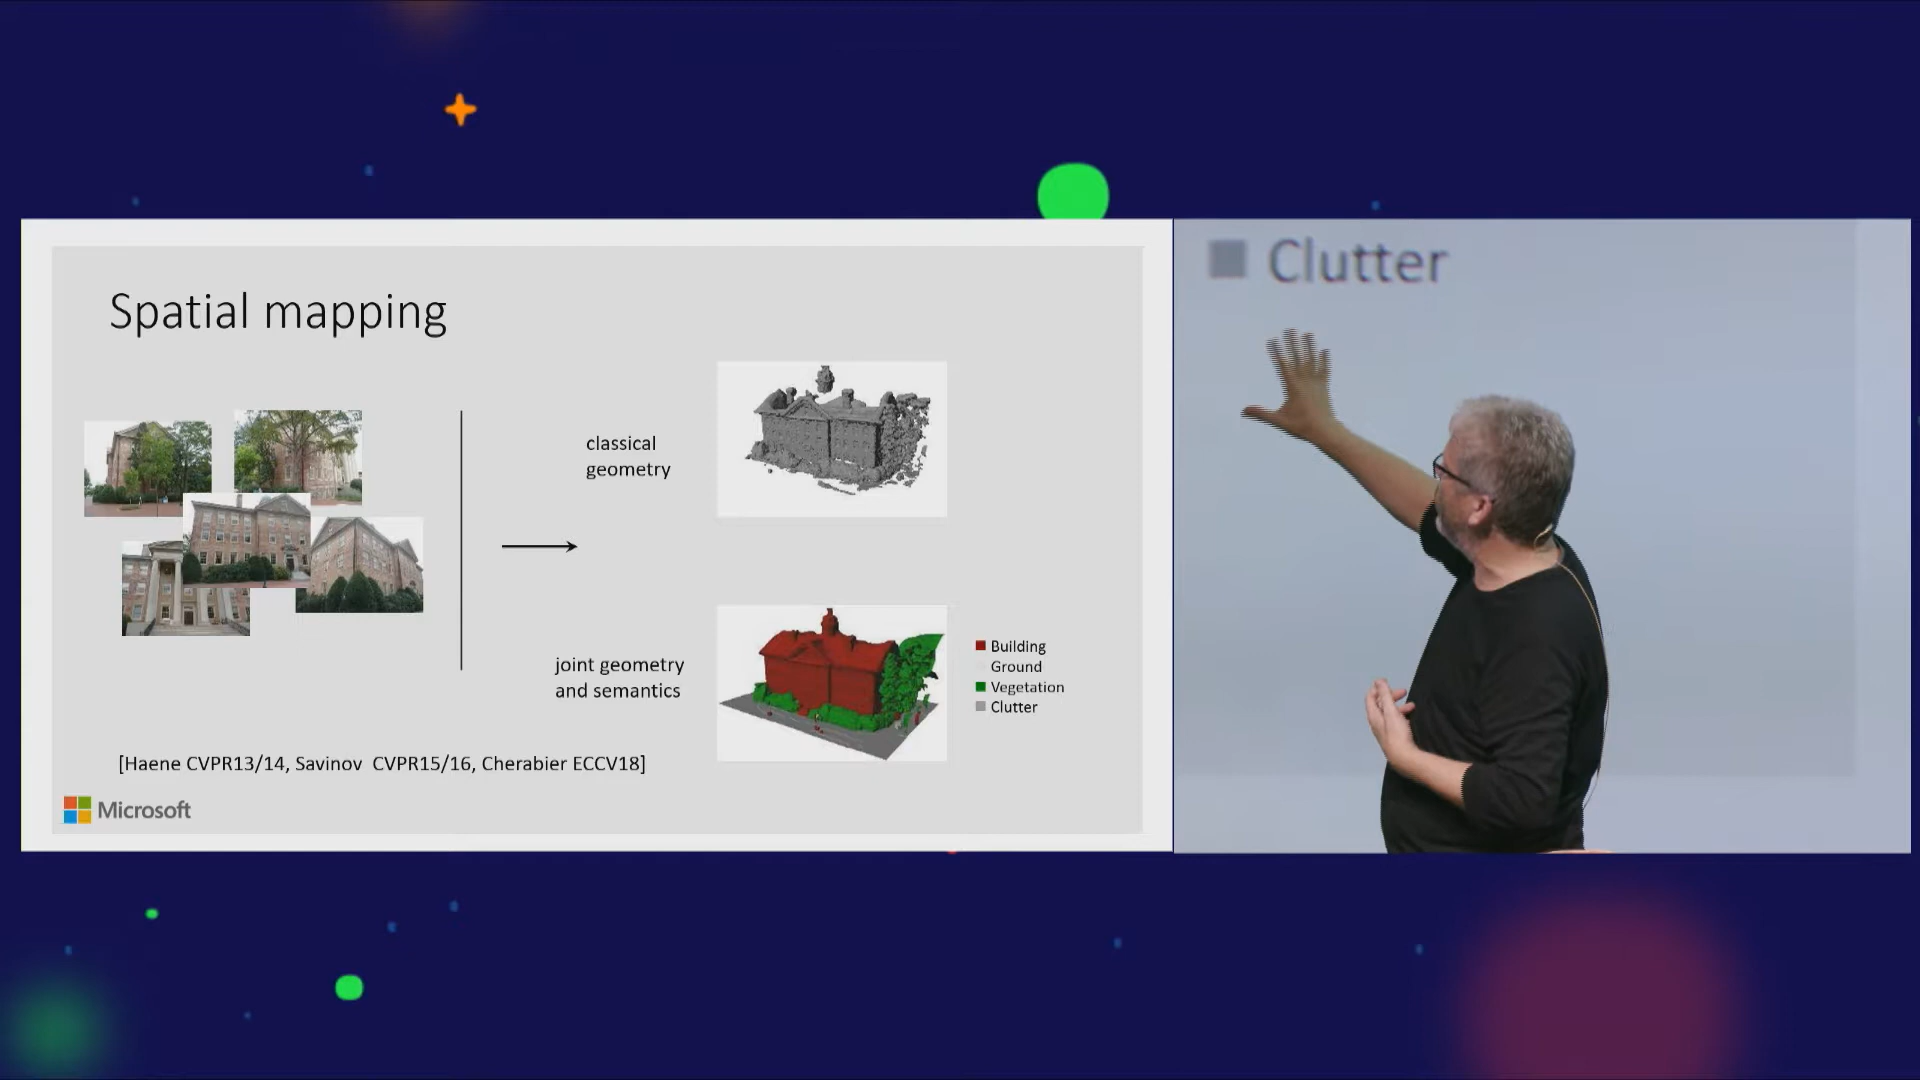 Spatial mapping
classical
geometry
joint geometry
and semantics
Building
Ground
Vegetation
Clutter
[Haene CVPR13/14, Savinov CVPR15/16, Cherabier ECCV18]
Microsoft
Clutter